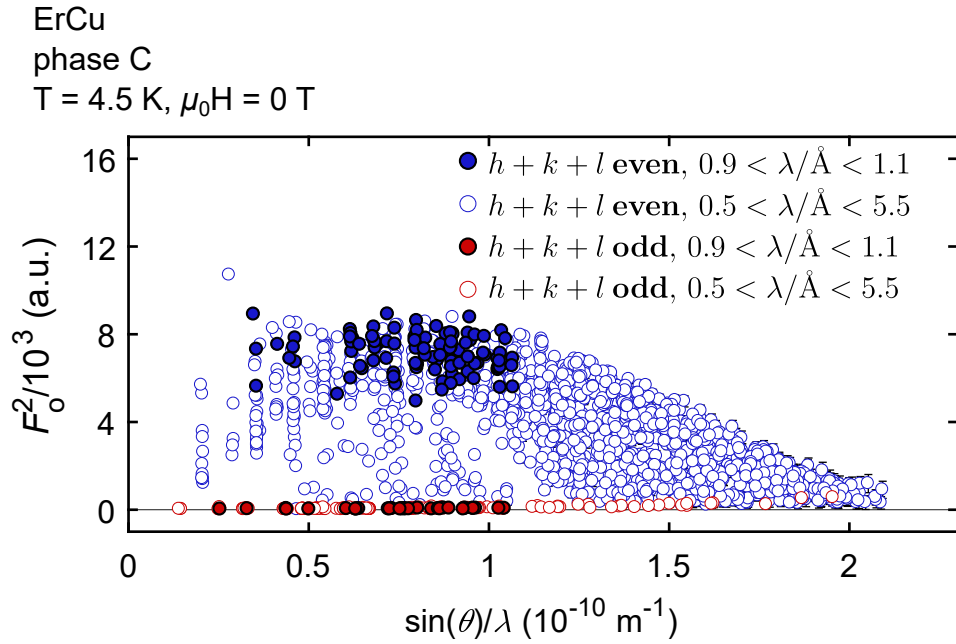 ErCu
phase C
T = 4.5 K, μ₀H = 0 T
16
12
8
4
0
F²ₒ/10³ (a.u.)
h + k + l even, 0.9 < λ/Å < 1.1
h + k + l even, 0.5 < λ/Å < 5.5
h + k + l odd, 0.9 < λ/Å < 1.1
h + k + l odd, 0.5 < λ/Å < 5.5
0 0.5 1 1.5 2
sin(θ)/λ (10⁻¹⁰ m⁻¹)